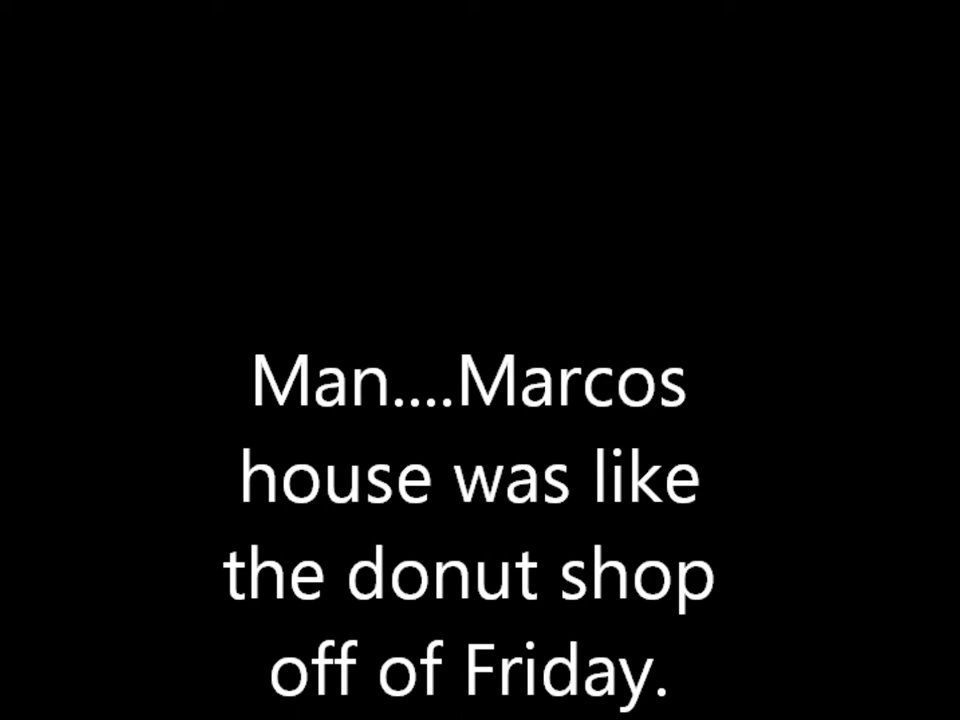 Man....Marcos
house was like
the donut shop
off of Friday.